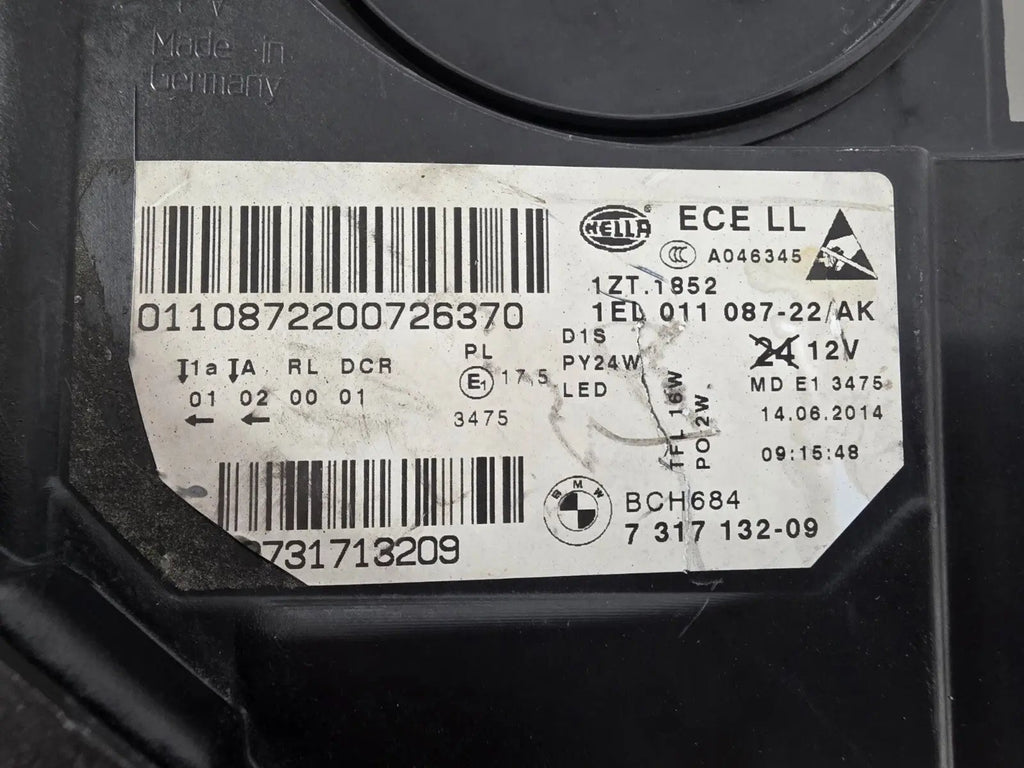 Made in
Germany
HELLA ® ECE LL
CCC A046345
1ZT.1852
0110872200726370
1EL 011 087-22/AK
D1S
24 12V
PY24W
LED
MD E1 3475
14.06.2014
09:15:48
TFL 16W
PO 2W
1a A RL DCR
01 02 00 01
PL
E1 17,5
3475
731713209
BMW
BCH684
7 317 132-09